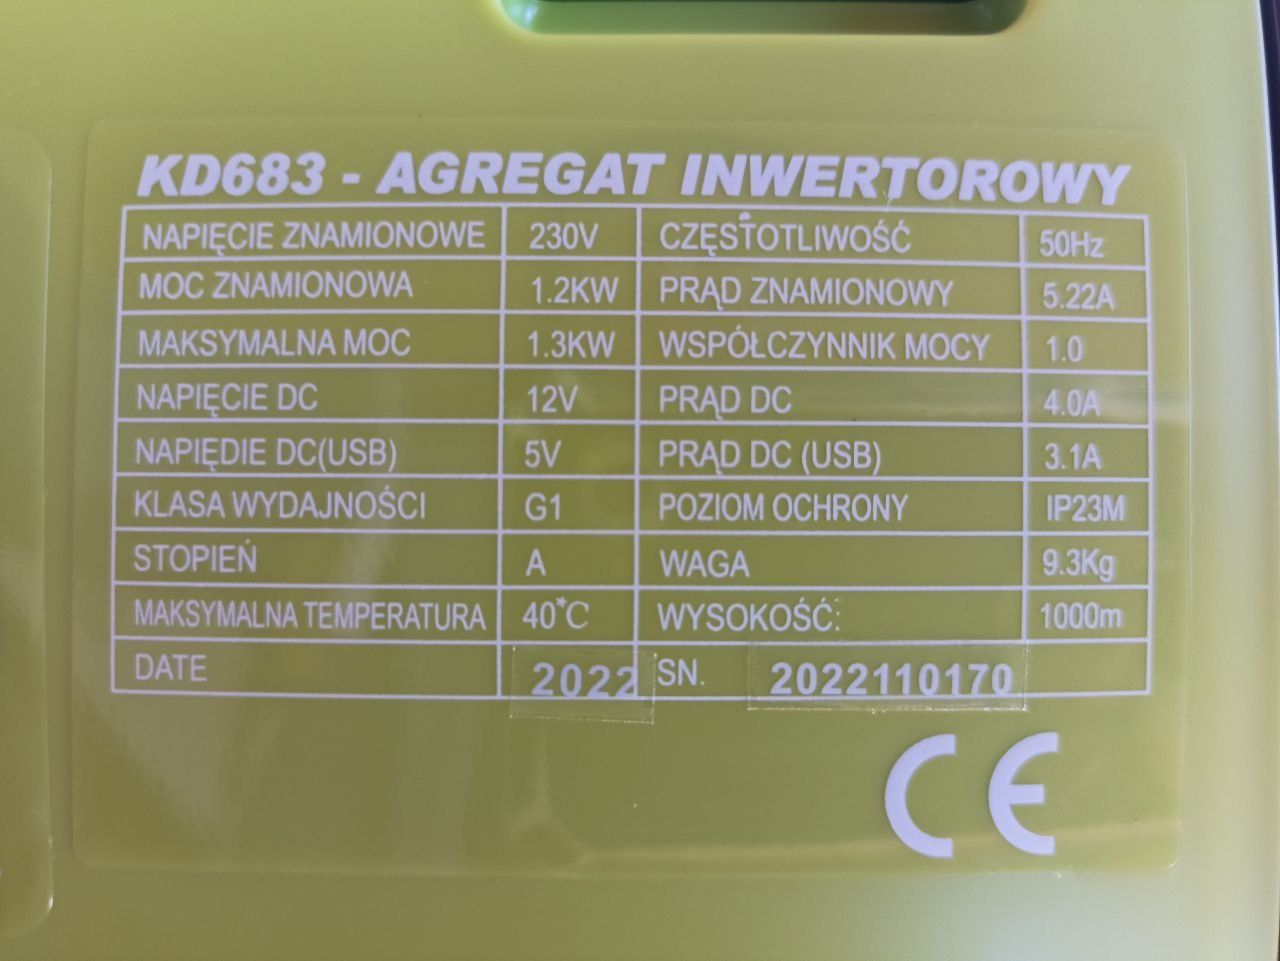 KD683 - AGREGAT INWERTOROWY
NAPIĘCIE ZNAMIONOWE 230V CZĘSTOTLIWOŚĆ 50Hz
MOC ZNAMIONOWA 1.2KW PRĄD ZNAMIONOWY 5.22A
MAKSYMALNA MOC 1.3KW WSPÓŁCZYNNIK MOCY 1.0
NAPIĘCIE DC 12V PRĄD DC 4.0A
NAPIĘDIE DC(USB) 5V PRĄD DC (USB) 3.1A
KLASA WYDAJNOŚCI G1 POZIOM OCHRONY IP23M
STOPIEŃ A WAGA 9.3Kg
MAKSYMALNA TEMPERATURA 40°C WYSOKOŚĆ: 1000m
DATE 2022 SN. 2022110170
CE